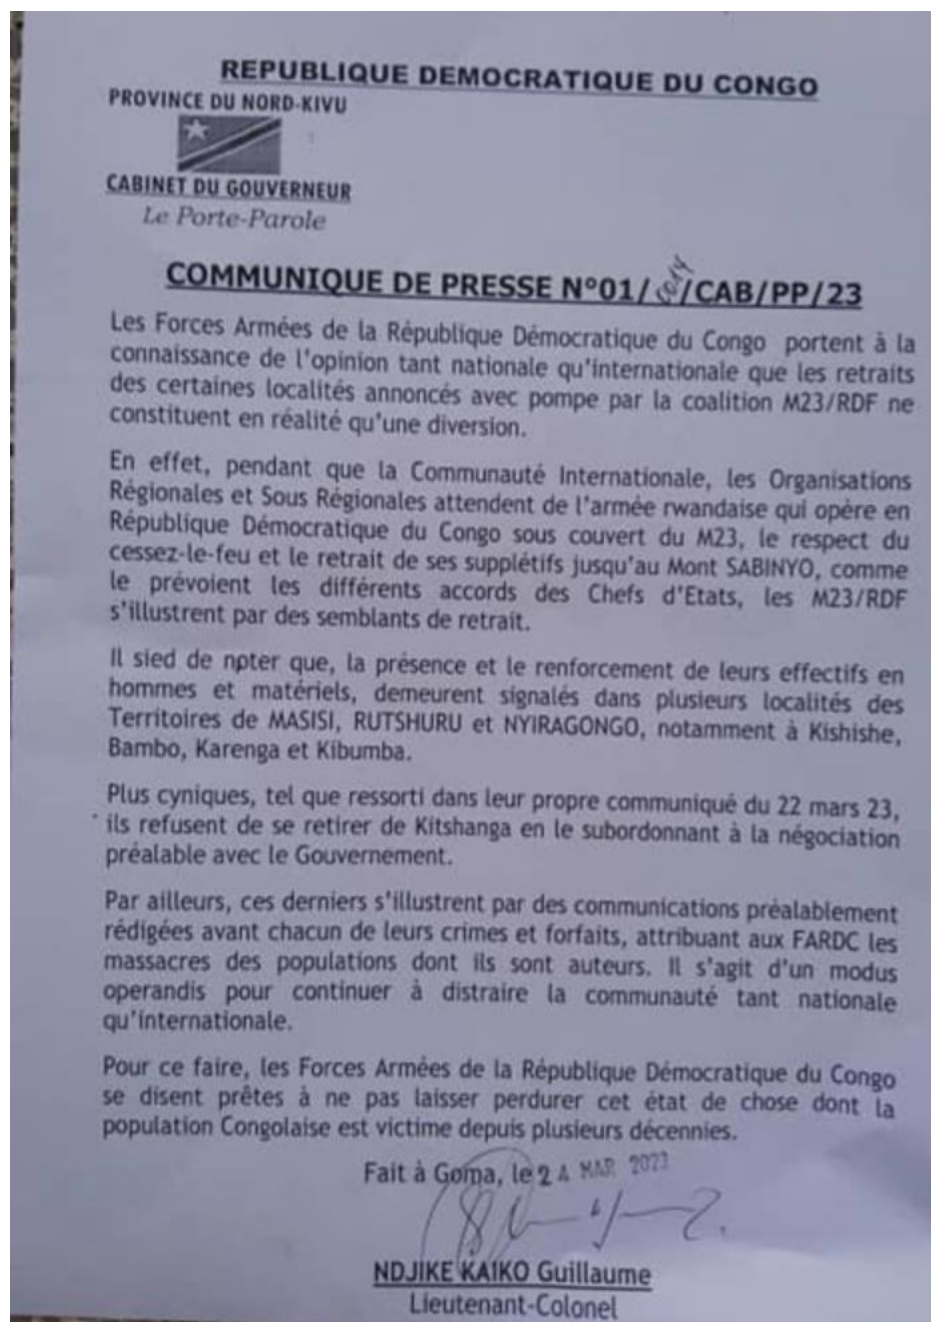 REPUBLIQUE DEMOCRATIQUE DU CONGO
PROVINCE DU NORD-KIVU
CABINET DU GOUVERNEUR
Le Porte-Parole
COMMUNIQUE DE PRESSE N°01/ /CAB/PP/23
Les Forces Armées de la République Démocratique du Congo portent à la
connaissance de l'opinion tant nationale qu'internationale que les retraits
des certaines localités annoncés avec pompe par la coalition M23/RDF ne
constituent en réalité qu'une diversion.
En effet, pendant que la Communauté Internationale, les Organisations
Régionales et Sous Régionales attendent de l'armée rwandaise qui opère en
République Démocratique du Congo sous couvert du M23, le respect du
cessez-le-feu et le retrait de ses supplétifs jusqu'au Mont SABINYO, comme
le prévoient les différents accords des Chefs d'Etats, les M23/RDF
s'illustrent par des semblants de retrait.
Il sied de noter que, la présence et le renforcement de leurs effectifs en
hommes et matériels, demeurent signalés dans plusieurs localités des
Territoires de MASISI, RUTSHURU et NYIRAGONGO, notamment à Kishishe,
Bambo, Karenga et Kibumba.
Plus cyniques, tel que ressorti dans leur propre communiqué du 22 mars 23,
ils refusent de se retirer de Kitshanga en le subordonnant à la négociation
préalable avec le Gouvernement.
Par ailleurs, ces derniers s'illustrent par des communications préalablement
rédigées avant chacun de leurs crimes et forfaits, attribuant aux FARDC les
massacres des populations dont ils sont auteurs. Il s'agit d'un modus
operandis pour continuer à distraire la communauté tant nationale
qu'internationale.
Pour ce faire, les Forces Armées de la République Démocratique du Congo
se disent prêtes à ne pas laisser perdurer cet état de chose dont la
population Congolaise est victime depuis plusieurs décennies.
Fait à Goma, le 24 MAR 2023
NDJIKE KAIKO Guillaume
Lieutenant-Colonel